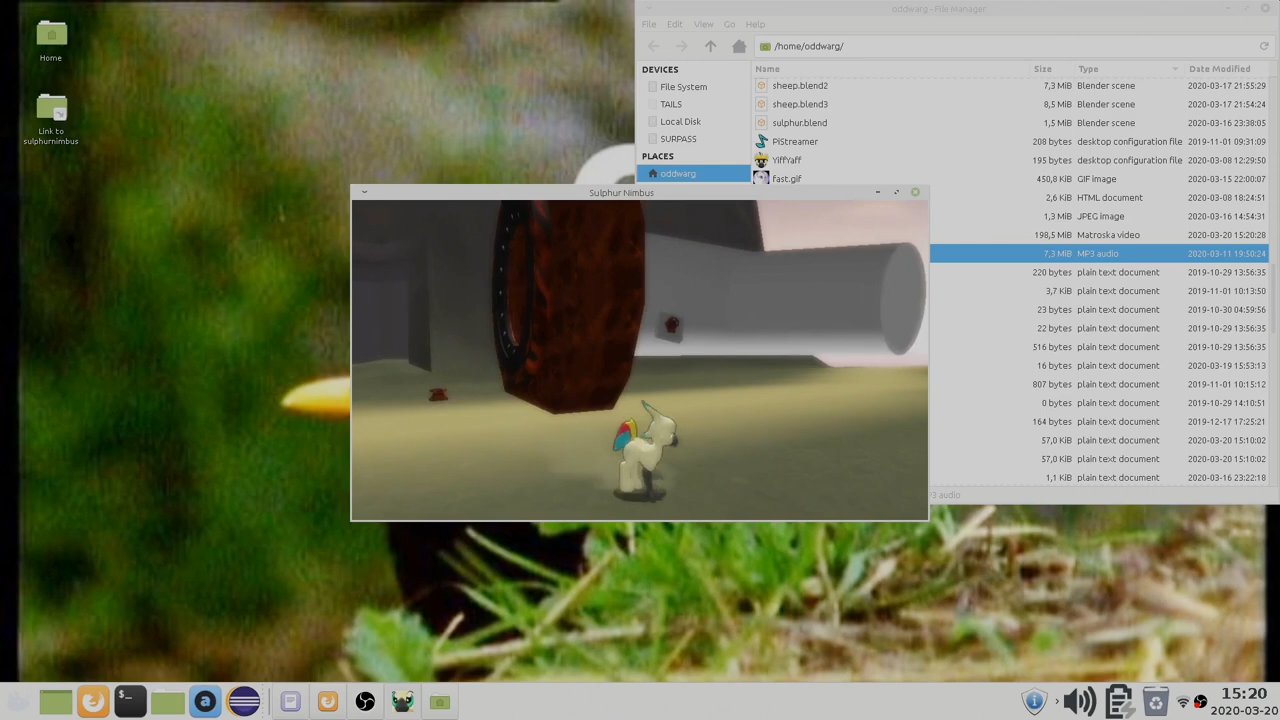 Home
Link to
sulphurnimbus
oddwarg - File Manager
File Edit View Go Help
/home/oddwarg/
DEVICES
File System
TAILS
Local Disk
SURPASS
PLACES
oddwarg
Name Size Type Date Modified
sheep.blend2 7,3 MiB Blender scene 2020-03-17 21:55:29
sheep.blend3 8,5 MiB Blender scene 2020-03-17 21:54:24
sulphur.blend 1,5 MiB Blender scene 2020-03-16 23:38:05
PiStreamer 208 bytes desktop configuration file 2019-11-01 09:31:09
YiffYaff 195 bytes desktop configuration file 2020-03-08 12:29:50
fast.gif 450,8 KiB GIF image 2020-03-15 22:00:07
2,6 KiB HTML document 2020-03-08 18:24:51
1,3 MiB JPEG image 2020-03-16 14:54:31
198,5 MiB Matroska video 2020-03-20 15:20:28
7,3 MiB MP3 audio 2020-03-11 19:50:24
220 bytes plain text document 2019-10-29 13:56:35
3,7 KiB plain text document 2019-11-01 10:13:50
23 bytes plain text document 2019-10-30 04:59:56
22 bytes plain text document 2019-10-29 13:56:35
516 bytes plain text document 2019-10-29 13:56:35
16 bytes plain text document 2020-03-19 15:53:13
807 bytes plain text document 2019-11-01 10:15:12
0 bytes plain text document 2019-10-29 14:10:51
164 bytes plain text document 2019-12-17 17:25:21
57,0 KiB plain text document 2020-03-20 15:10:02
57,0 KiB plain text document 2020-03-20 15:10:02
1,1 KiB plain text document 2020-03-16 23:22:18
audio
Sulphur Nimbus
15:20
2020-03-20